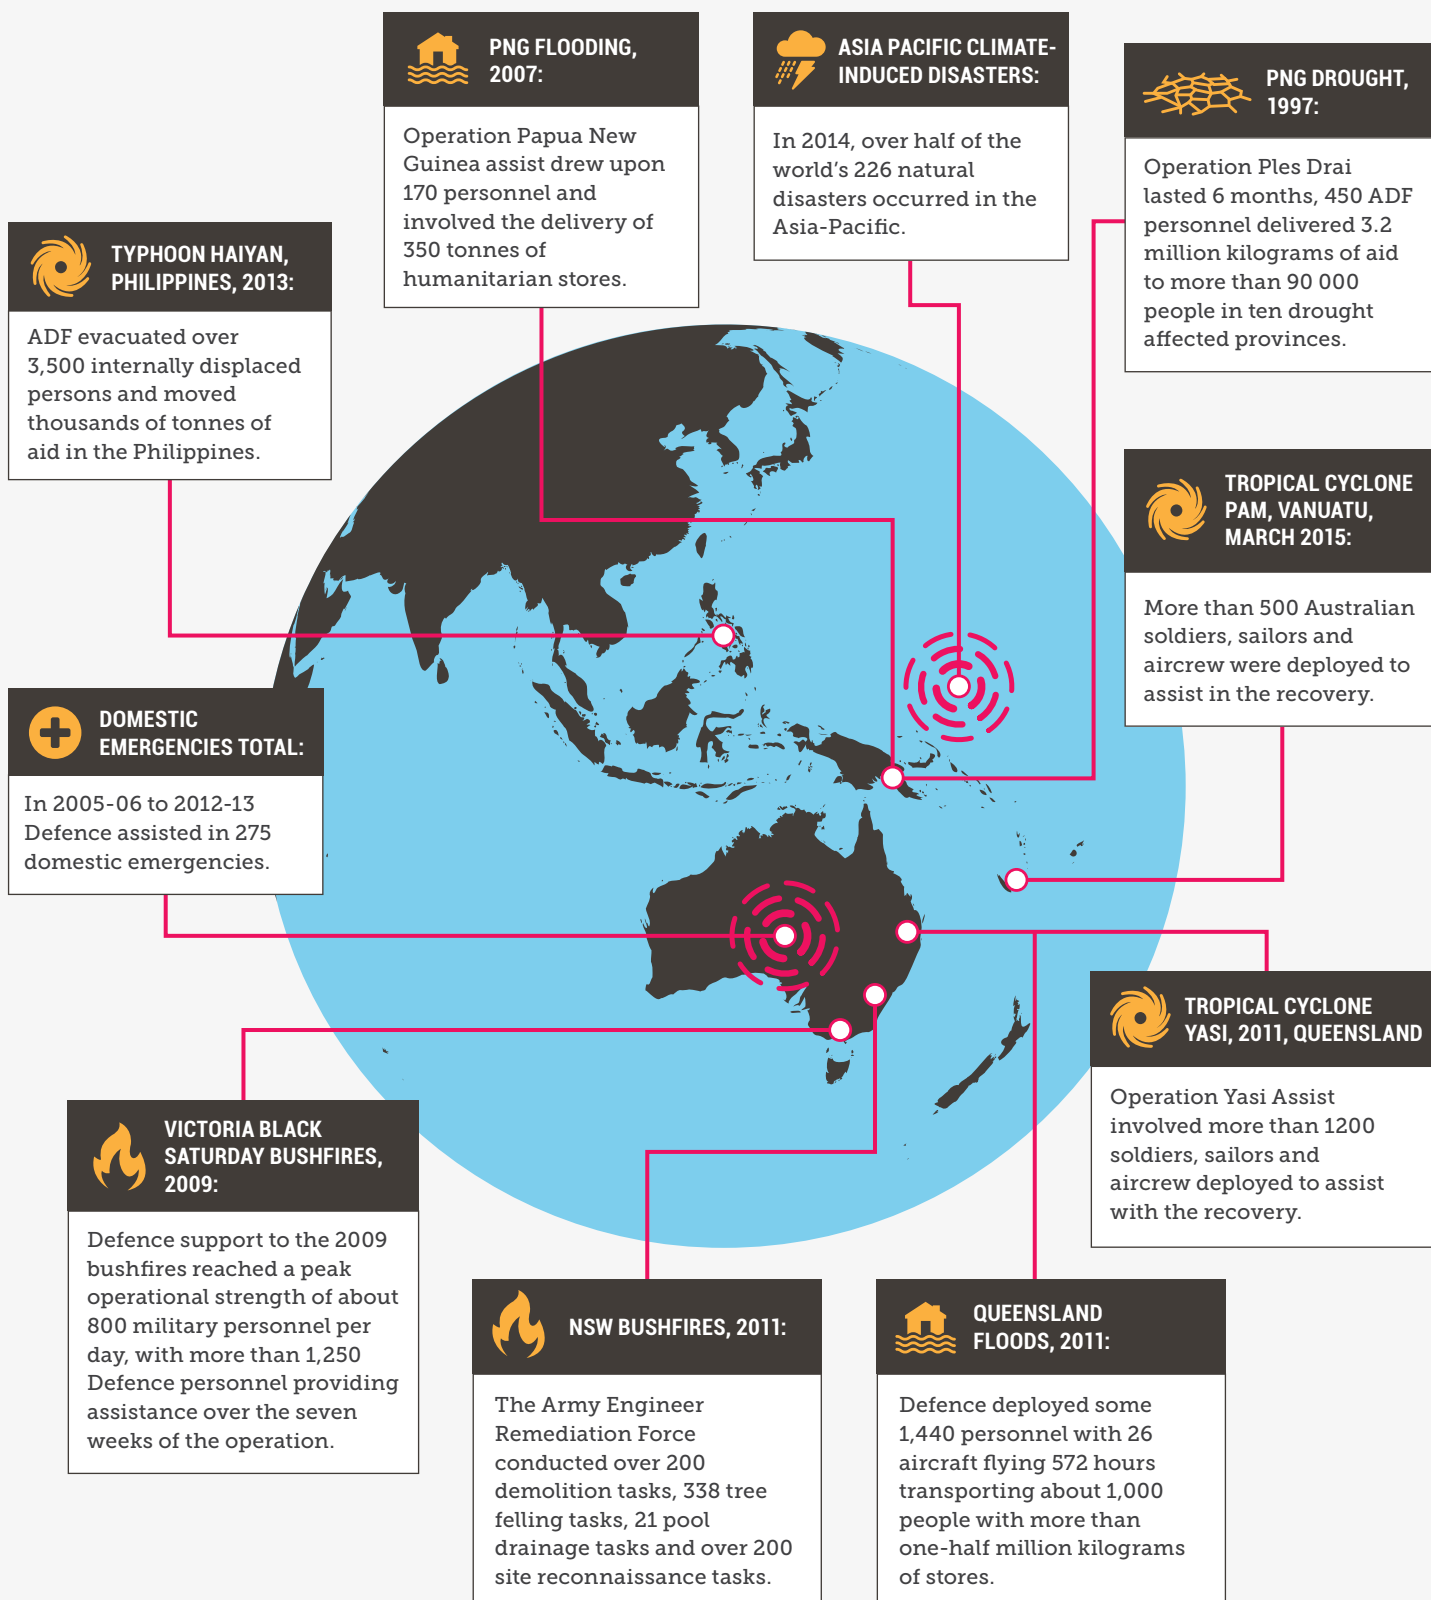 PNG FLOODING,
2007:
Operation Papua New
Guinea assist drew upon
170 personnel and
involved the delivery of
350 tonnes of
humanitarian stores.
ASIA PACIFIC CLIMATE-
INDUCED DISASTERS:
In 2014, over half of the
world's 226 natural
disasters occurred in the
Asia-Pacific.
PNG DROUGHT,
1997:
Operation Ples Drai
lasted 6 months, 450 ADF
personnel delivered 3.2
million kilograms of aid
to more than 90 000
people in ten drought
affected provinces.
TYPHOON HAIYAN,
PHILIPPINES, 2013:
ADF evacuated over
3,500 internally displaced
persons and moved
thousands of tonnes of
aid in the Philippines.
TROPICAL CYCLONE
PAM, VANUATU,
MARCH 2015:
More than 500 Australian
soldiers, sailors and
aircrew were deployed to
assist in the recovery.
DOMESTIC
EMERGENCIES TOTAL:
In 2005-06 to 2012-13
Defence assisted in 275
domestic emergencies.
TROPICAL CYCLONE
YASI, 2011, QUEENSLAND
Operation Yasi Assist
involved more than 1200
soldiers, sailors and
aircrew deployed to assist
with the recovery.
VICTORIA BLACK
SATURDAY BUSHFIRES,
2009:
Defence support to the 2009
bushfires reached a peak
operational strength of about
800 military personnel per
day, with more than 1,250
Defence personnel providing
assistance over the seven
weeks of the operation.
NSW BUSHFIRES, 2011:
The Army Engineer
Remediation Force
conducted over 200
demolition tasks, 338 tree
felling tasks, 21 pool
drainage tasks and over 200
site reconnaissance tasks.
QUEENSLAND
FLOODS, 2011:
Defence deployed some
1,440 personnel with 26
aircraft flying 572 hours
transporting about 1,000
people with more than
one-half million kilograms
of stores.